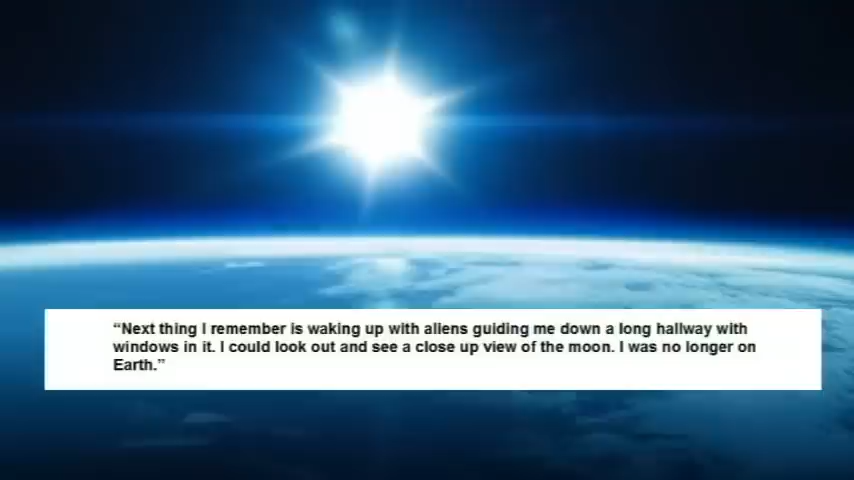 “Next thing I remember is waking up with aliens guiding me down a long hallway with
windows in it. I could look out and see a close up view of the moon. I was no longer on
Earth.”